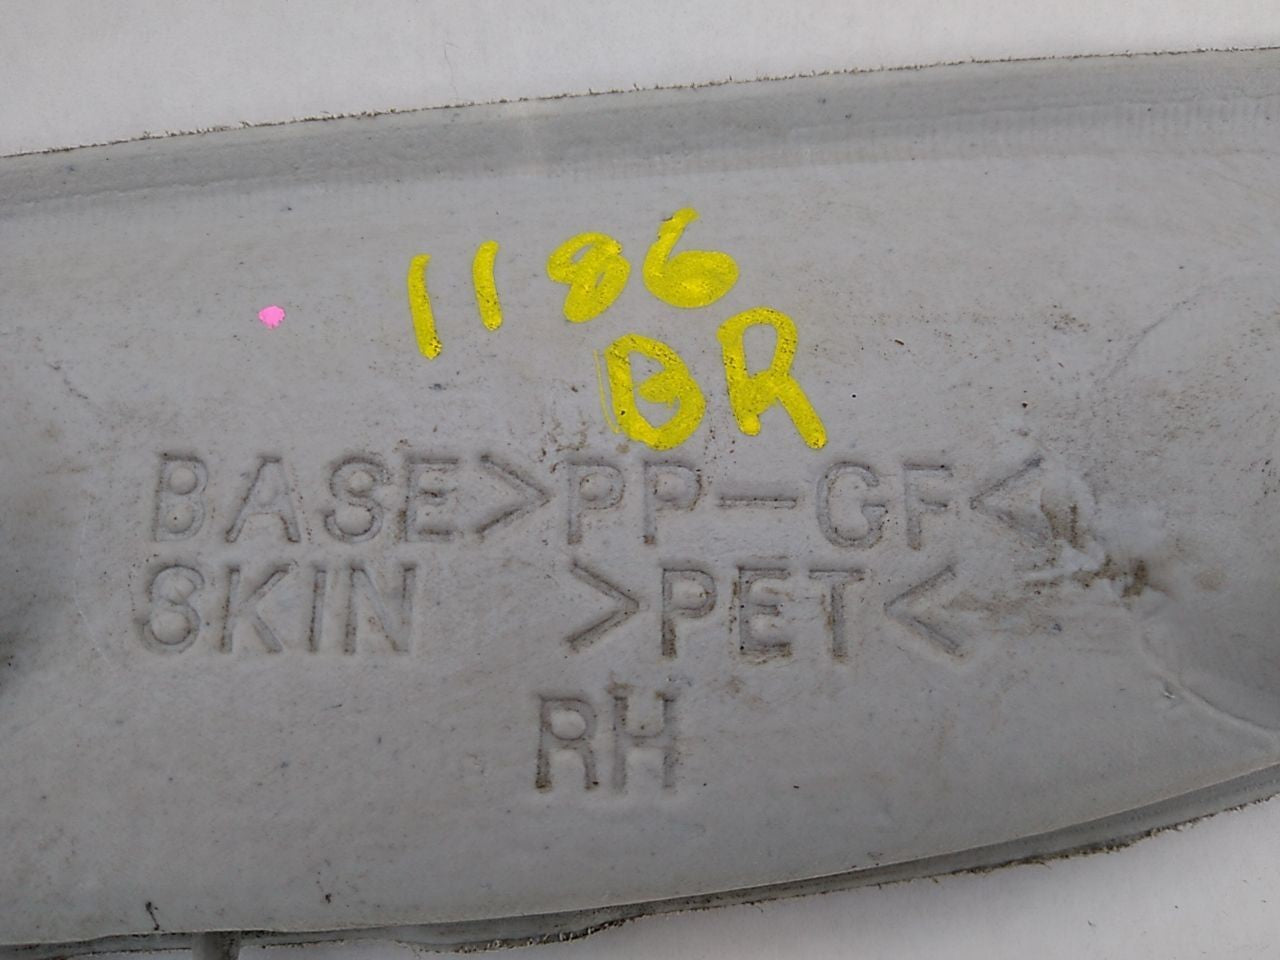 1186
BR
BASE>PP-GF<
SKIN >PET<
RH